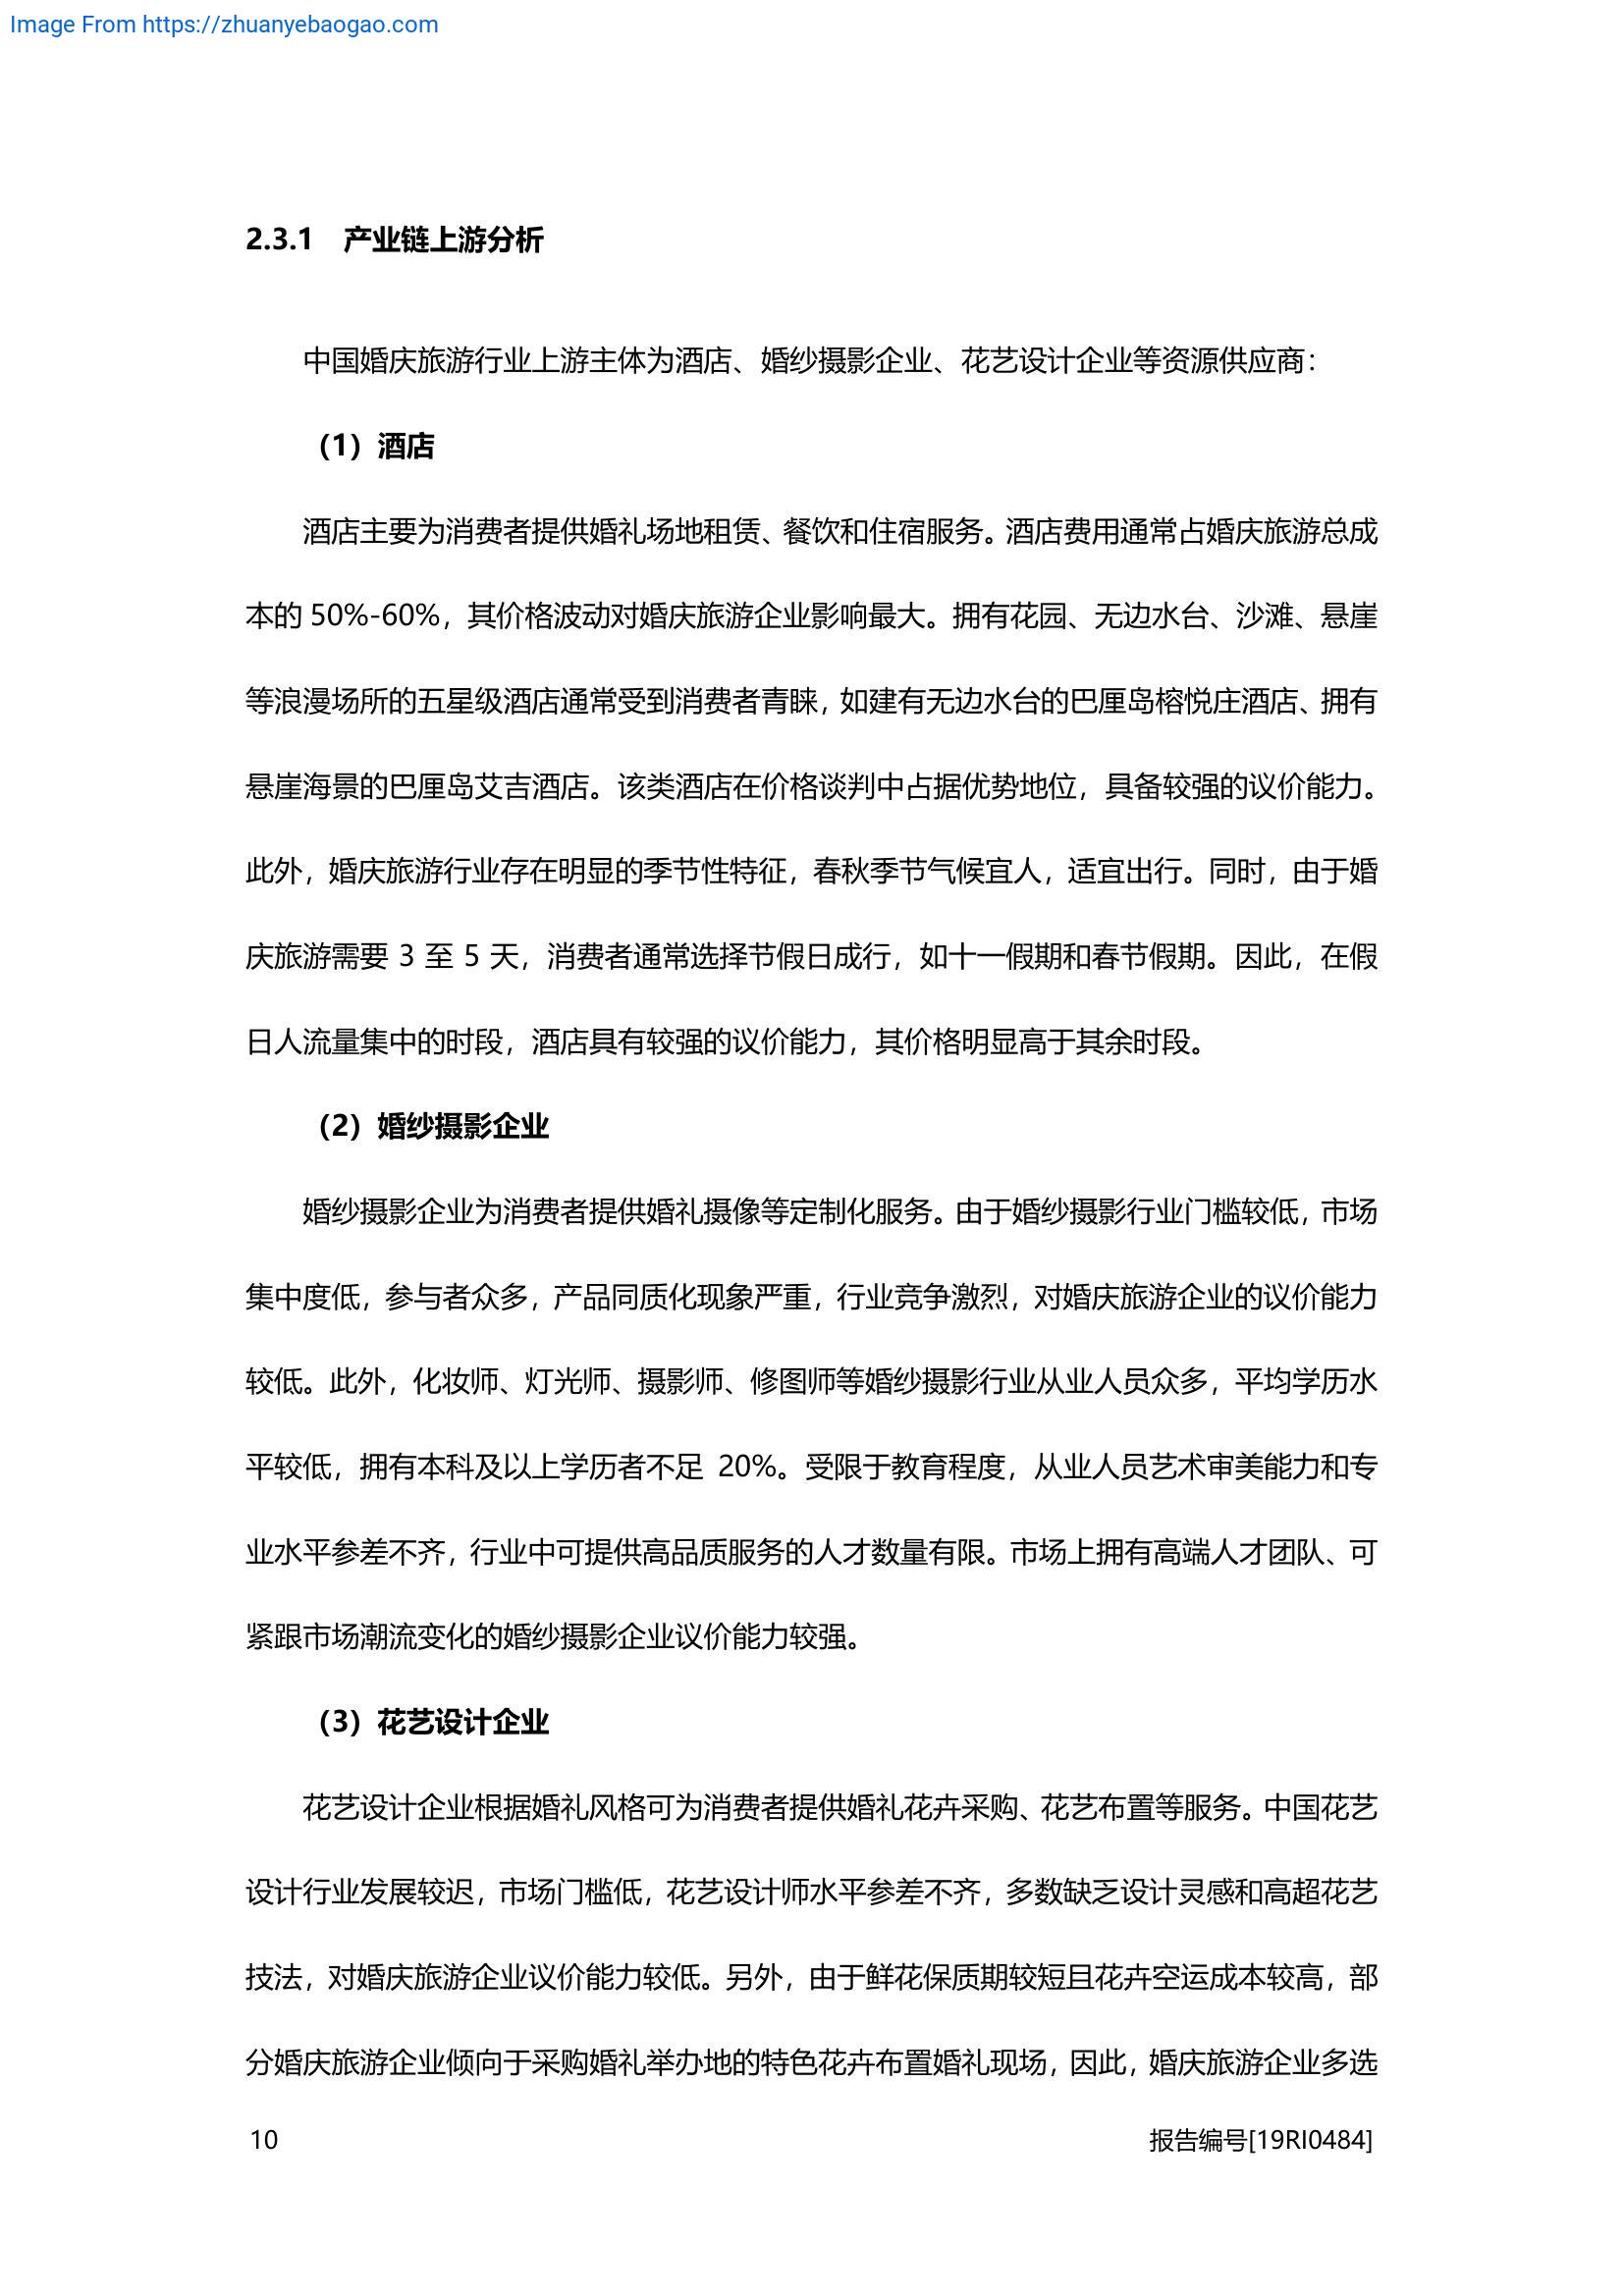 Image From https://zhuanyebaogao.com
2.3.1 产业链上游分析
中国婚庆旅游行业上游主体为酒店、婚纱摄影企业、花艺设计企业等资源供应商：
（1）酒店
酒店主要为消费者提供婚礼场地租赁、餐饮和住宿服务。酒店费用通常占婚庆旅游总成
本的 50%-60%，其价格波动对婚庆旅游企业影响最大。拥有花园、无边水台、沙滩、悬崖
等浪漫场所的五星级酒店通常受到消费者青睐，如建有无边水台的巴厘岛榕悦庄酒店、拥有
悬崖海景的巴厘岛艾吉酒店。该类酒店在价格谈判中占据优势地位，具备较强的议价能力。
此外，婚庆旅游行业存在明显的季节性特征，春秋季节气候宜人，适宜出行。同时，由于婚
庆旅游需要 3 至 5 天，消费者通常选择节假日成行，如十一假期和春节假期。因此，在假
日人流量集中的时段，酒店具有较强的议价能力，其价格明显高于其余时段。
（2）婚纱摄影企业
婚纱摄影企业为消费者提供婚礼摄像等定制化服务。由于婚纱摄影行业门槛较低，市场
集中度低，参与者众多，产品同质化现象严重，行业竞争激烈，对婚庆旅游企业的议价能力
较低。此外，化妆师、灯光师、摄影师、修图师等婚纱摄影行业从业人员众多，平均学历水
平较低，拥有本科及以上学历者不足 20%。受限于教育程度，从业人员艺术审美能力和专
业水平参差不齐，行业中可提供高品质服务的人才数量有限。市场上拥有高端人才团队、可
紧跟市场潮流变化的婚纱摄影企业议价能力较强。
（3）花艺设计企业
花艺设计企业根据婚礼风格可为消费者提供婚礼花卉采购、花艺布置等服务。中国花艺
设计行业发展较迟，市场门槛低，花艺设计师水平参差不齐，多数缺乏设计灵感和高超花艺
技法，对婚庆旅游企业议价能力较低。另外，由于鲜花保质期较短且花卉空运成本较高，部
分婚庆旅游企业倾向于采购婚礼举办地的特色花卉布置婚礼现场，因此，婚庆旅游企业多选
10 报告编号[19RI0484]